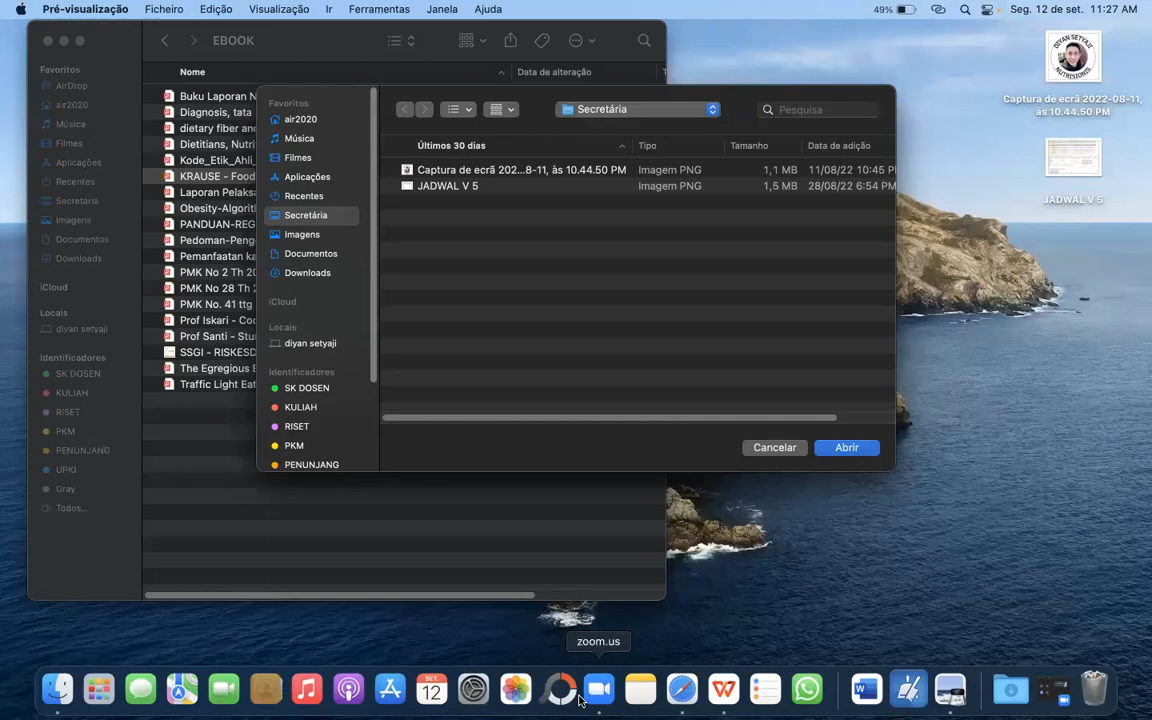 Pré-visualização Ficheiro Edição Visualização Ir Ferramentas Janela Ajuda 49% Seg. 12 de set. 11:27 AM
EBOOK
Favoritos
AirDrop
air2020
Música
Filmes
Aplicações
Recentes
Secretária
Imagens
Documentos
Downloads
iCloud
Locais
diyan setyaji
Identificadores
SK DOSEN
KULIAH
RISET
PKM
PENUNJANG
UPKI
Gray
Todos...
Nome Data de alteração
Buku Laporan N
Diagnosis, tata
dietary fiber and
Dietitians, Nutri
Kode_Etik_Ahli_
KRAUSE - Food
Laporan Pelaksa
Obesity-Algorit
PANDUAN-REG
Pedoman-Penge
Pemanfaatan ka
PMK No 2 Th 20
PMK No 28 Th 2
PMK No. 41 ttg
Prof Iskari - Co
Prof Santi - Stu
SSGI - RISKESD
The Egregious E
Traffic Light Eat
Favoritos
air2020
Música
Filmes
Aplicações
Recentes
Secretária
Imagens
Documentos
Downloads
iCloud
Locais
diyan setyaji
Identificadores
SK DOSEN
KULIAH
RISET
PKM
PENUNJANG
Secretária Pesquisa
Últimos 30 dias Tipo Tamanho Data de adição
Captura de ecrã 202...8-11, às 10.44.50 PM Imagem PNG 1,1 MB 11/08/22 10:45 P
JADWAL V 5 Imagem PNG 1,5 MB 28/08/22 6:54 PM
Cancelar Abrir
DIYAN SETYAJI
NUTRISIONIS
Captura de ecrã 2022-08-11,
às 10.44.50 PM
JADWAL V 5
zoom.us
SET.
12